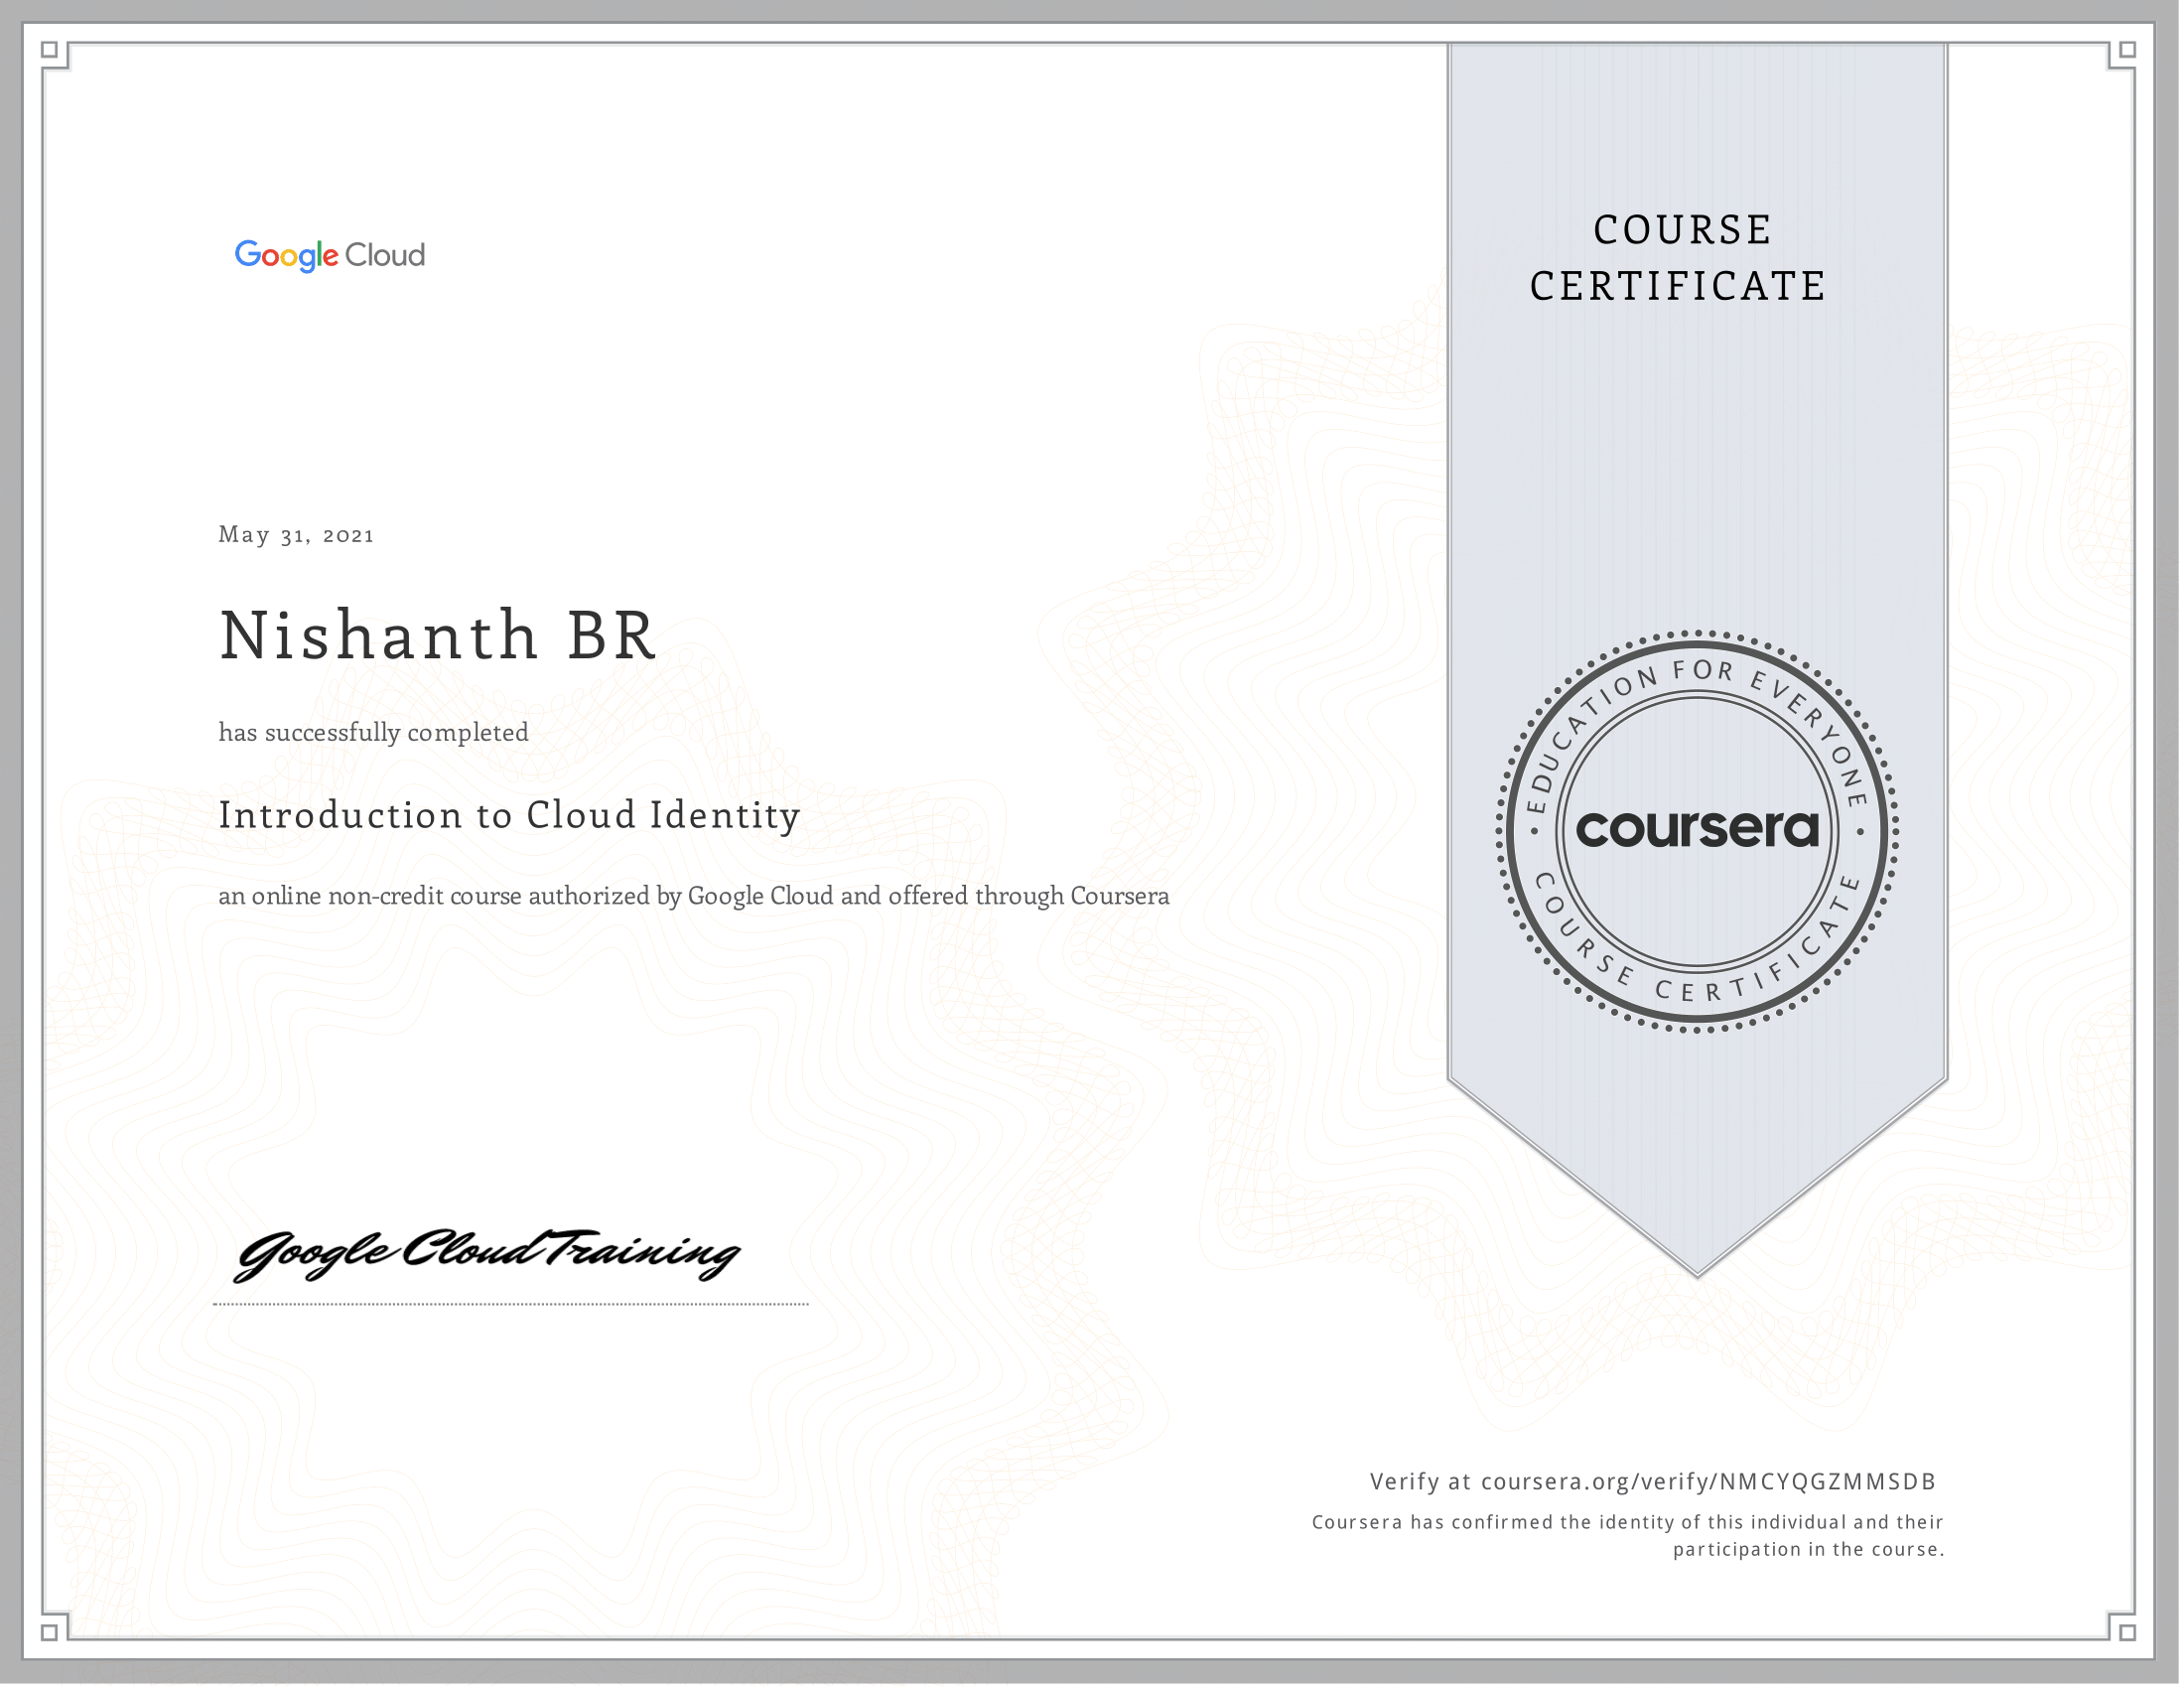 Google Cloud
COURSE
CERTIFICATE
May 31, 2021
Nishanth BR
has successfully completed
Introduction to Cloud Identity
an online non-credit course authorized by Google Cloud and offered through Coursera
EDUCATION FOR EVERYONE
coursera
COURSE CERTIFICATE
Google Cloud Training
Verify at coursera.org/verify/NMCYQGZMMSDB
Coursera has confirmed the identity of this individual and their
participation in the course.